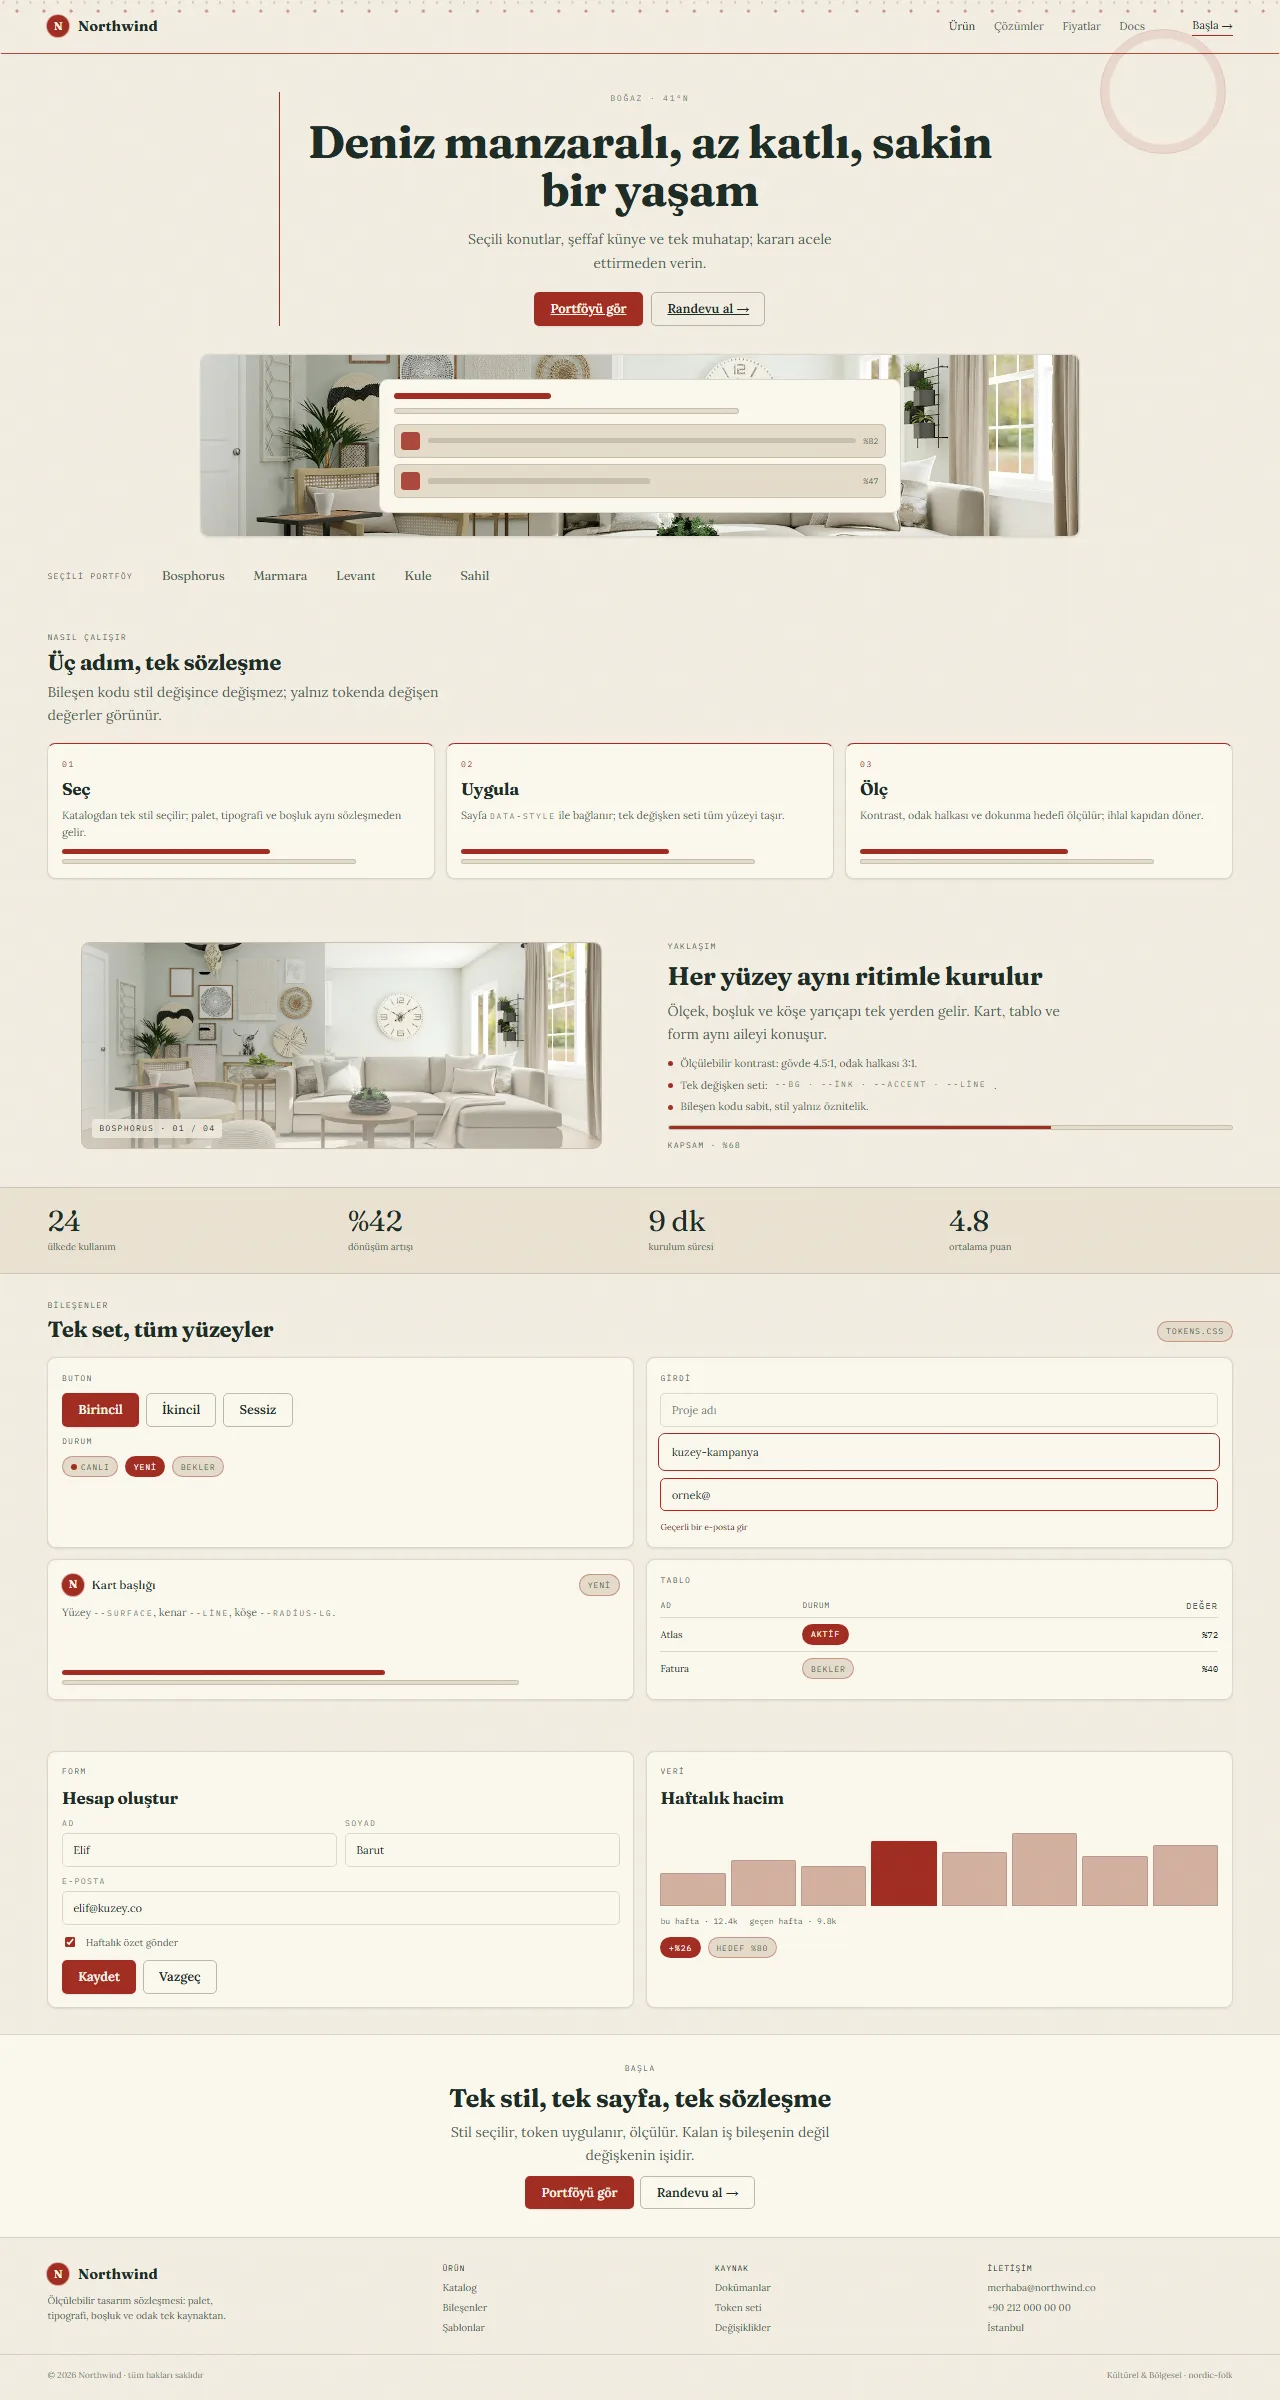 N Northwind
Ürün Çözümler Fiyatlar Docs Başla →
BOĞAZ · 41°N
Deniz manzaralı, az katlı, sakin
bir yaşam
Seçili konutlar, şeffaf künye ve tek muhatap; kararı acele
ettirmeden verin.
Portföyü gör Randevu al →
12
%82
%47
SEÇİLİ PORTFÖY Bosphorus Marmara Levant Kule Sahil
NASIL ÇALIŞIR
Üç adım, tek sözleşme
Bileşen kodu stil değişince değişmez; yalnız tokenda değişen
değerler görünür.
01
Seç
Katalogdan tek stil seçilir; palet, tipografi ve boşluk aynı sözleşmeden
gelir.
02
Uygula
Sayfa DATA-STYLE ile bağlanır; tek değişken seti tüm yüzeyi taşır.
03
Ölç
Kontrast, odak halkası ve dokunma hedefi ölçülür; ihlal kapıdan döner.
BOSPHORUS · 01 / 04
YAKLAŞIM
Her yüzey aynı ritimle kurulur
Ölçek, boşluk ve köşe yarıçapı tek yerden gelir. Kart, tablo ve
form aynı aileyi konuşur.
Ölçülebilir kontrast: gövde 4.5:1, odak halkası 3:1.
Tek değişken seti: --BG · --İNK · --ACCENT · --LİNE .
Bileşen kodu sabit, stil yalnız öznitelik.
KAPSAM · %68
24
ülkede kullanım
%42
dönüşüm artışı
9 dk
kurulum süresi
4.8
ortalama puan
BİLEŞENLER
Tek set, tüm yüzeyler
TOKENS.CSS
BUTON
Birincil İkincil Sessiz
DURUM
CANLI YENİ BEKLER
GİRDİ
Proje adı
kuzey-kampanya
ornek@
Geçerli bir e-posta gir
N Kart başlığı YENİ
Yüzey --SURFACE, kenar --LİNE, köşe --RADİUS-LG.
TABLO
AD DURUM DEĞER
Atlas AKTİF %72
Fatura BEKLER %40
FORM
Hesap oluştur
AD SOYAD
Elif Barut
E-POSTA
elif@kuzey.co
Haftalık özet gönder
Kaydet Vazgeç
VERİ
Haftalık hacim
bu hafta · 12.4k geçen hafta · 9.8k
+%26 HEDEF %80
BAŞLA
Tek stil, tek sayfa, tek sözleşme
Stil seçilir, token uygulanır, ölçülür. Kalan iş bileşenin değil
değişkenin işidir.
Portföyü gör Randevu al →
N Northwind
Ölçülebilir tasarım sözleşmesi: palet,
tipografi, boşluk ve odak tek kaynaktan.
ÜRÜN
Katalog
Bileşenler
Şablonlar
KAYNAK
Dokümanlar
Token seti
Değişiklikler
İLETİŞİM
merhaba@northwind.co
+90 212 000 00 00
İstanbul
© 2026 Northwind · tüm hakları saklıdır
Kültürel & Bölgesel · nordic-folk